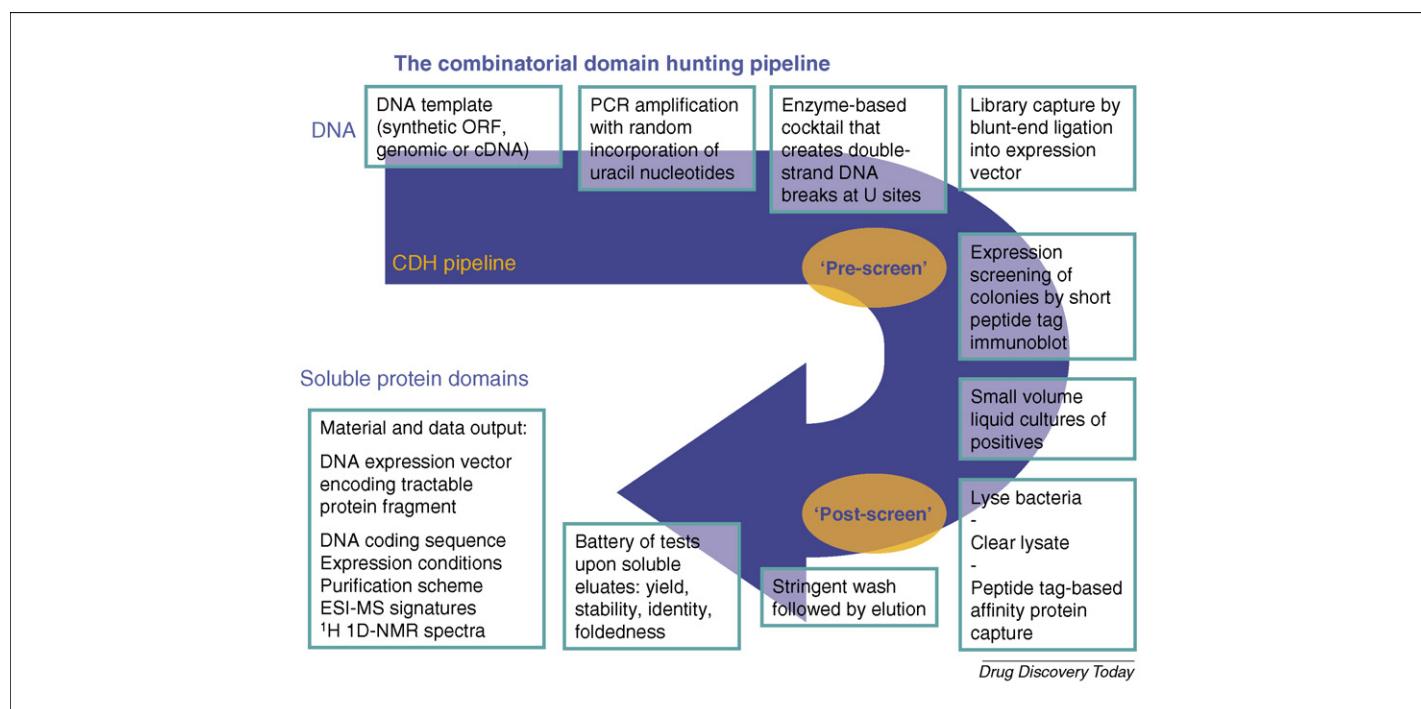 The combinatorial domain hunting pipeline
DNA
DNA template
(synthetic ORF,
genomic or cDNA)
PCR amplification
with random
incorporation of
uracil nucleotides
Enzyme-based
cocktail that
creates double-
strand DNA
breaks at U sites
Library capture by
blunt-end ligation
into expression
vector
CDH pipeline
'Pre-screen'
Expression
screening of
colonies by short
peptide tag
immunoblot
Small volume
liquid cultures of
positives
Lyse bacteria
-
Clear lysate
-
Peptide tag-based
affinity protein
capture
'Post-screen'
Stringent wash
followed by elution
Battery of tests
upon soluble
eluates: yield,
stability, identity,
foldedness
Soluble protein domains
Material and data output:
DNA expression vector
encoding tractable
protein fragment
DNA coding sequence
Expression conditions
Purification scheme
ESI-MS signatures
¹H 1D-NMR spectra
Drug Discovery Today